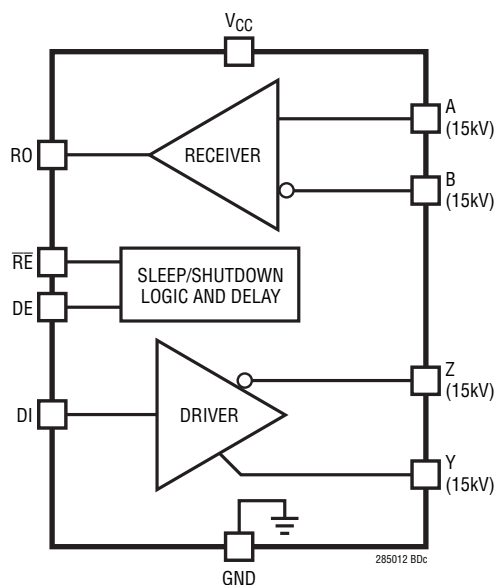 VCC
A
(15kV)
RO
RECEIVER
B
(15kV)
RE
SLEEP/SHUTDOWN
LOGIC AND DELAY
DE
Z
(15kV)
DI
DRIVER
Y
(15kV)
285012 BDc
GND